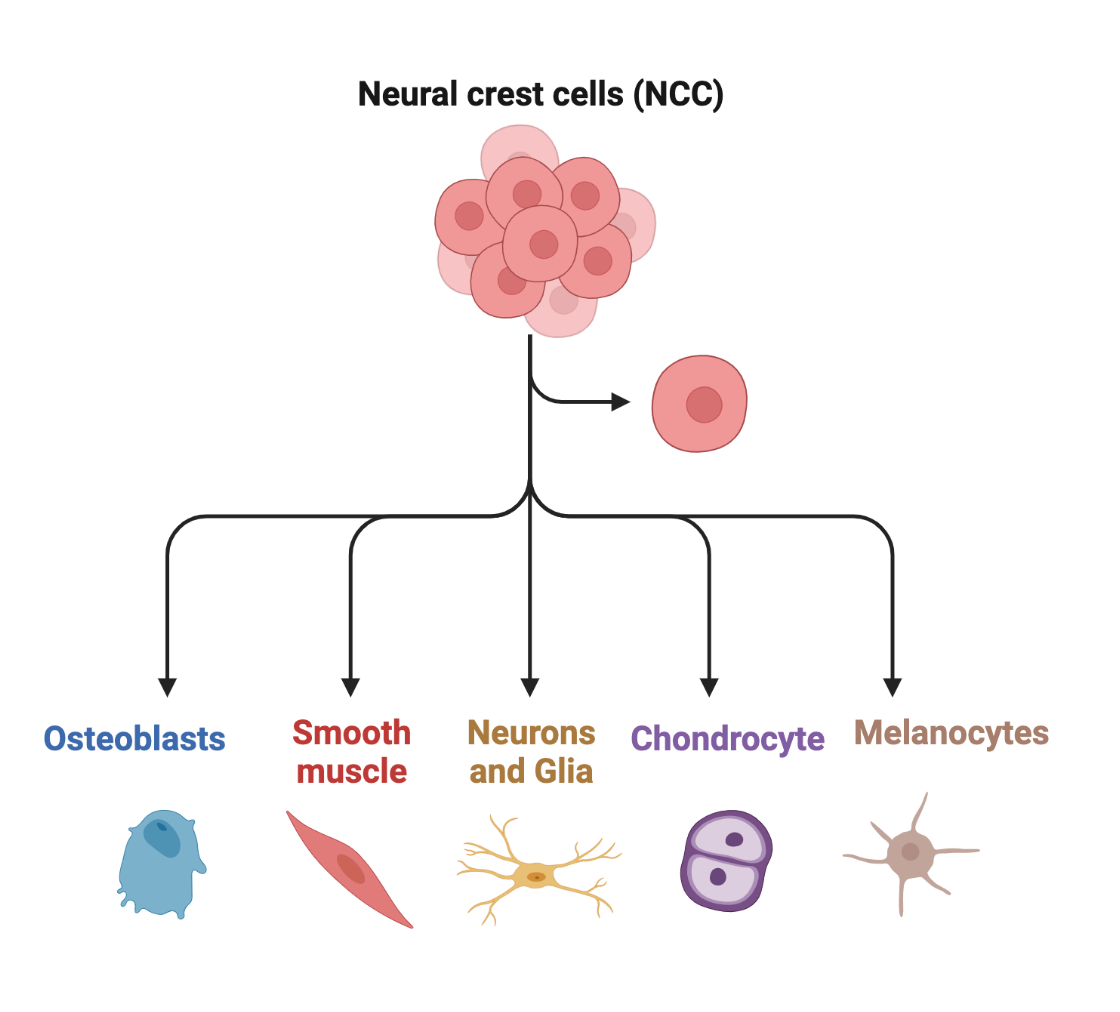 Neural crest cells (NCC)
Osteoblasts
Smooth
muscle
Neurons
and Glia
Chondrocyte
Melanocytes